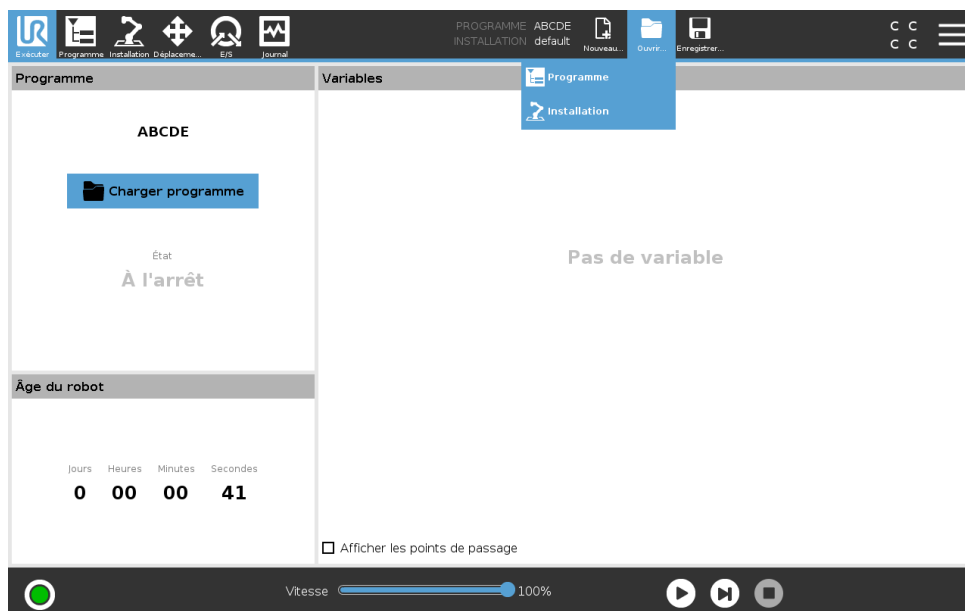 UR
PROGRAMME ABCDE
INSTALLATION default
Exécuter Programme Installation Déplaceme... E/S Journal Nouveau... Ouvrir... Enregistrer...
C C
C C
Programme
Variables
Programme
Installation
ABCDE
Charger programme
État
À l'arrêt
Pas de variable
Âge du robot
Jours Heures Minutes Secondes
0 00 00 41
Afficher les points de passage
Vitesse 100%